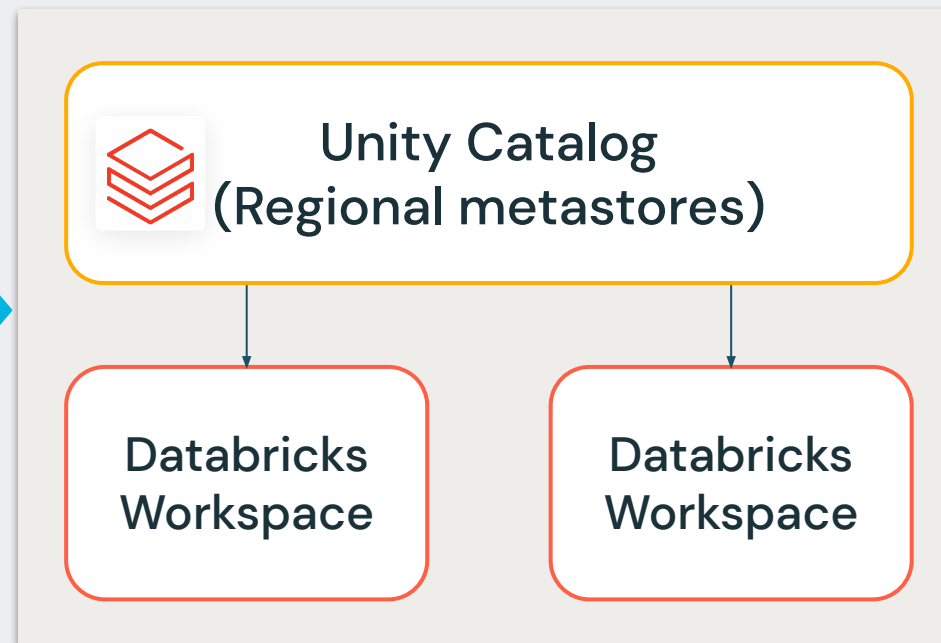 Unity Catalog
(Regional metastores)
Databricks
Workspace
Databricks
Workspace